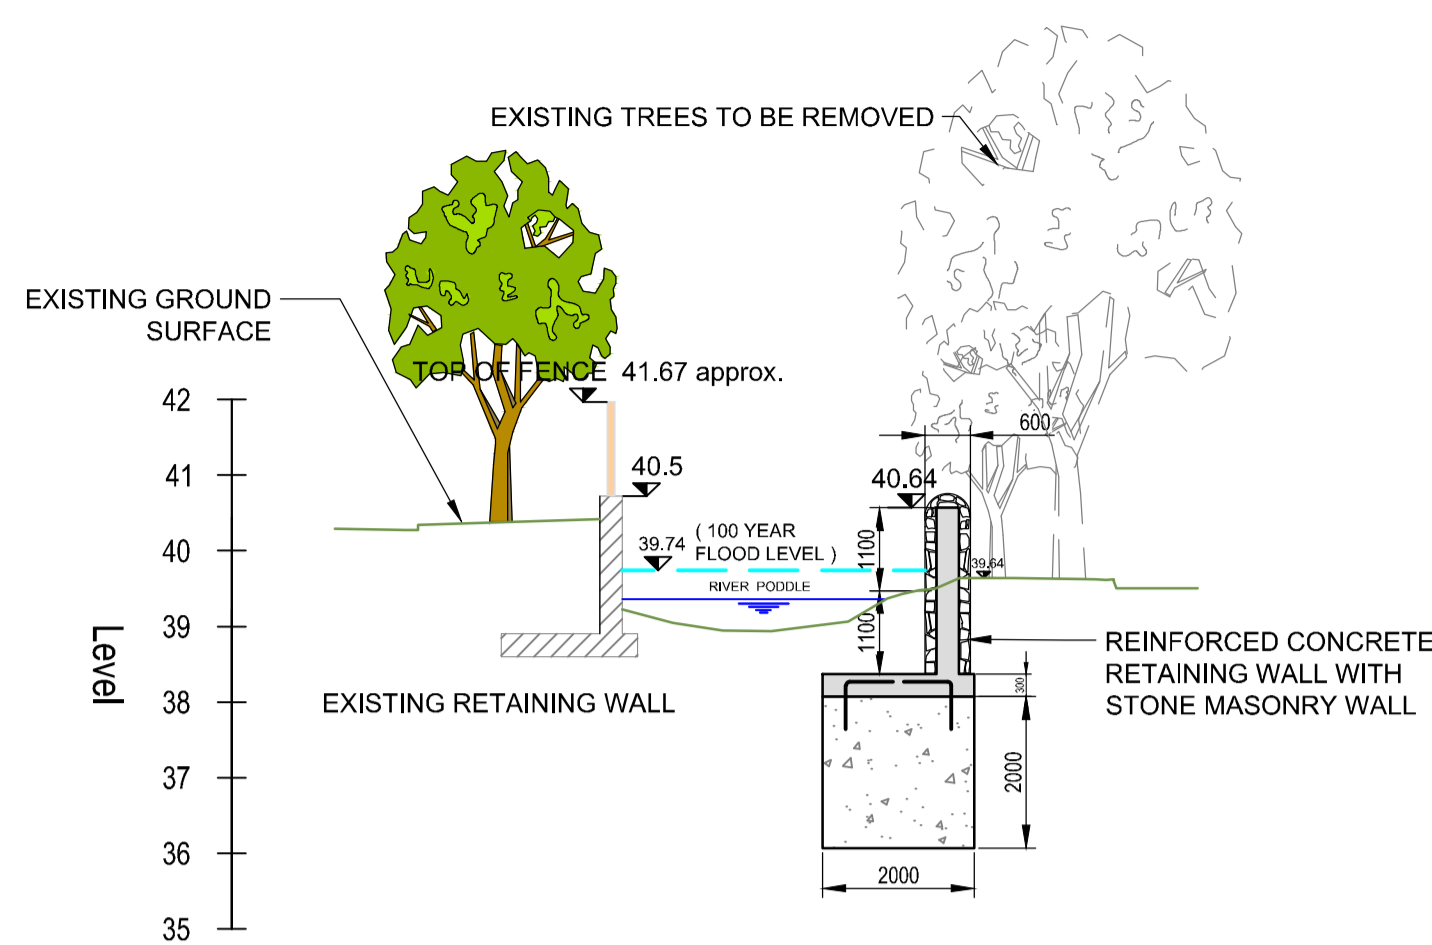 EXISTING TREES TO BE REMOVED
EXISTING GROUND
SURFACE
TOP OF FENCE 41.67 approx.
42
41
40
39
38
37
36
35
Level
600
40.5
40.64
39.74
( 100 YEAR
FLOOD LEVEL )
1100
39.64
RIVER PODDLE
1100
REINFORCED CONCRETE
RETAINING WALL WITH
STONE MASONRY WALL
300
EXISTING RETAINING WALL
2000
2000